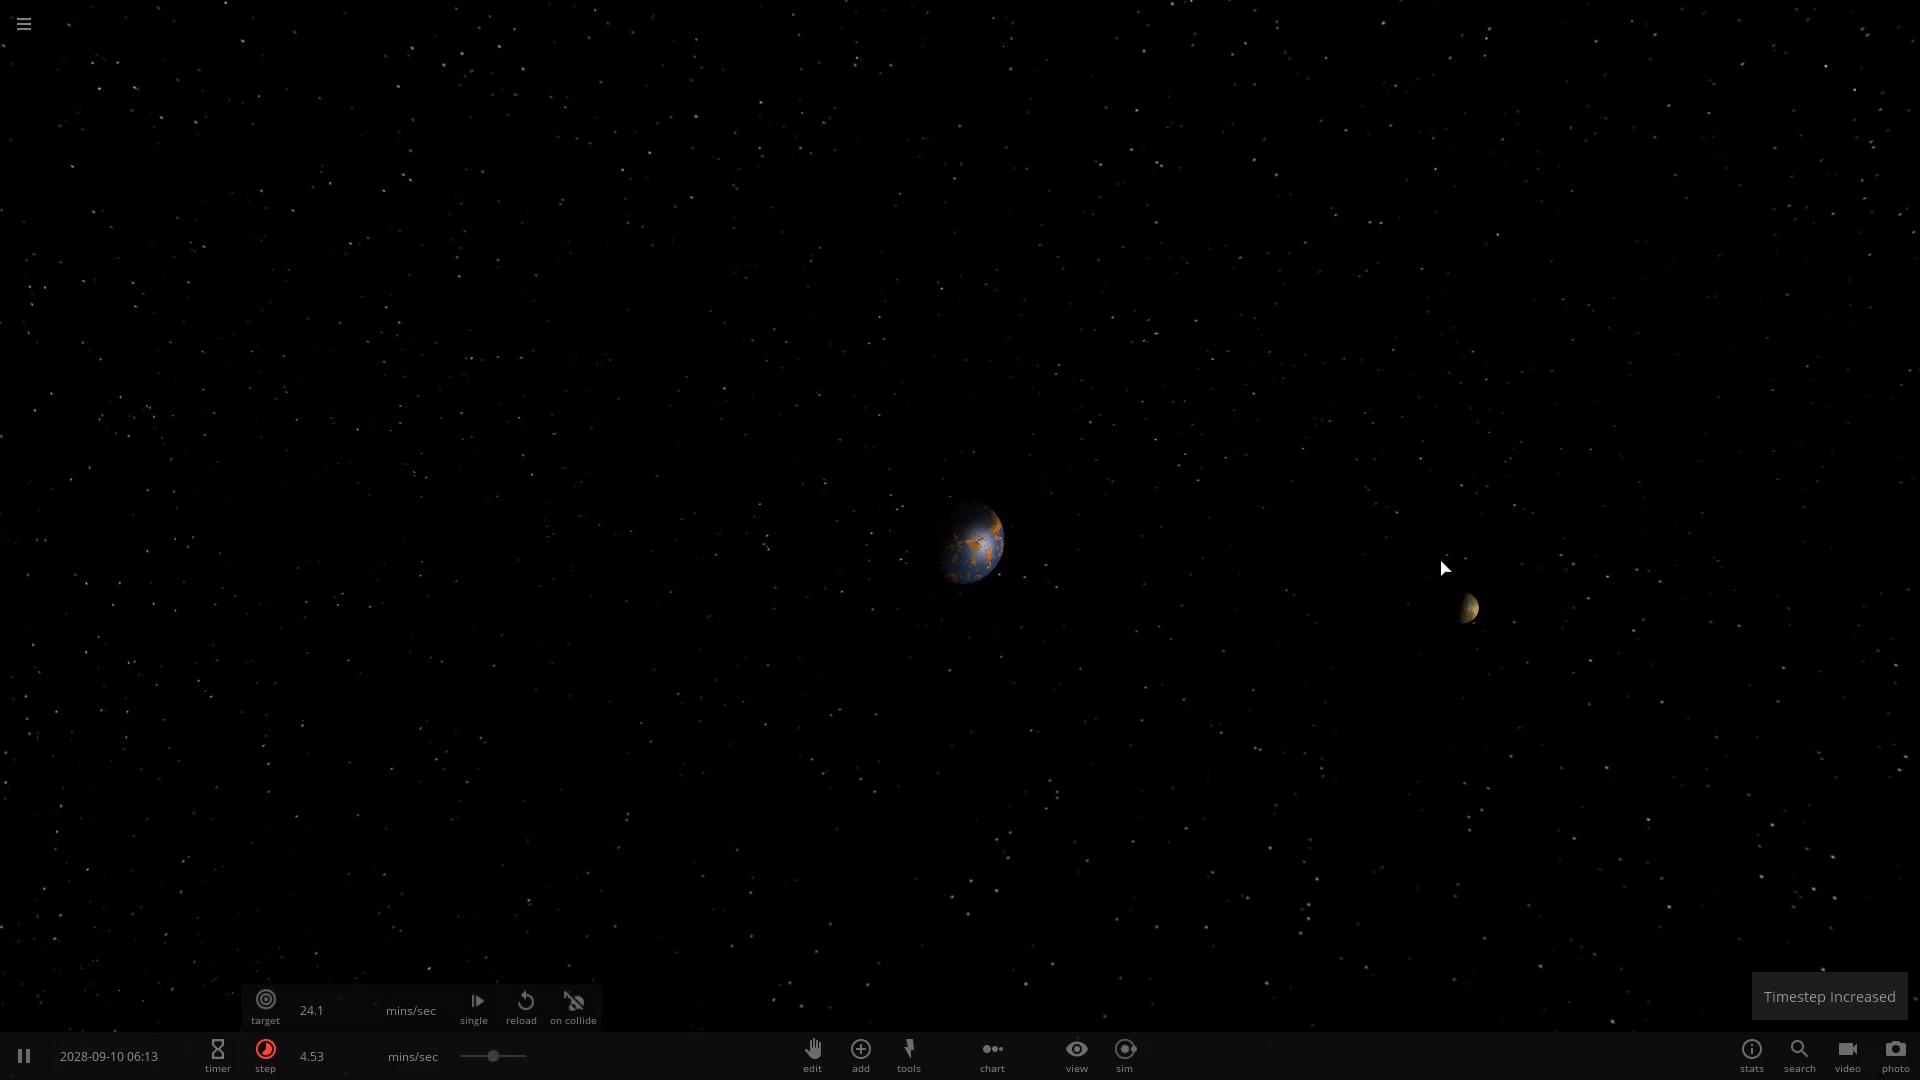 Timestep Increased
target
24.1
mins/sec
single
reload
on collide
2028-09-10 06:13
timer
step
4.53
mins/sec
edit
add
tools
chart
view
sim
stats
search
video
photo